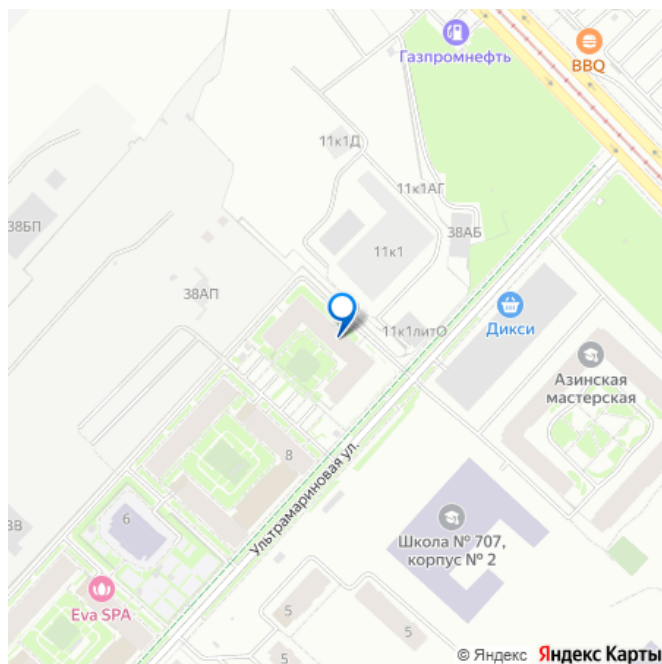 Газпромнефть
BBQ
11к1Д
11к1АГ
38БП
38АБ
11к1
38АП
11к1литО
Дикси
Азинская
мастерская
8
Ультрамариновая ул.
6
3В
Школа № 707,
корпус № 2
Eva SPA
5
5
5
© Яндекс Яндекс Карты